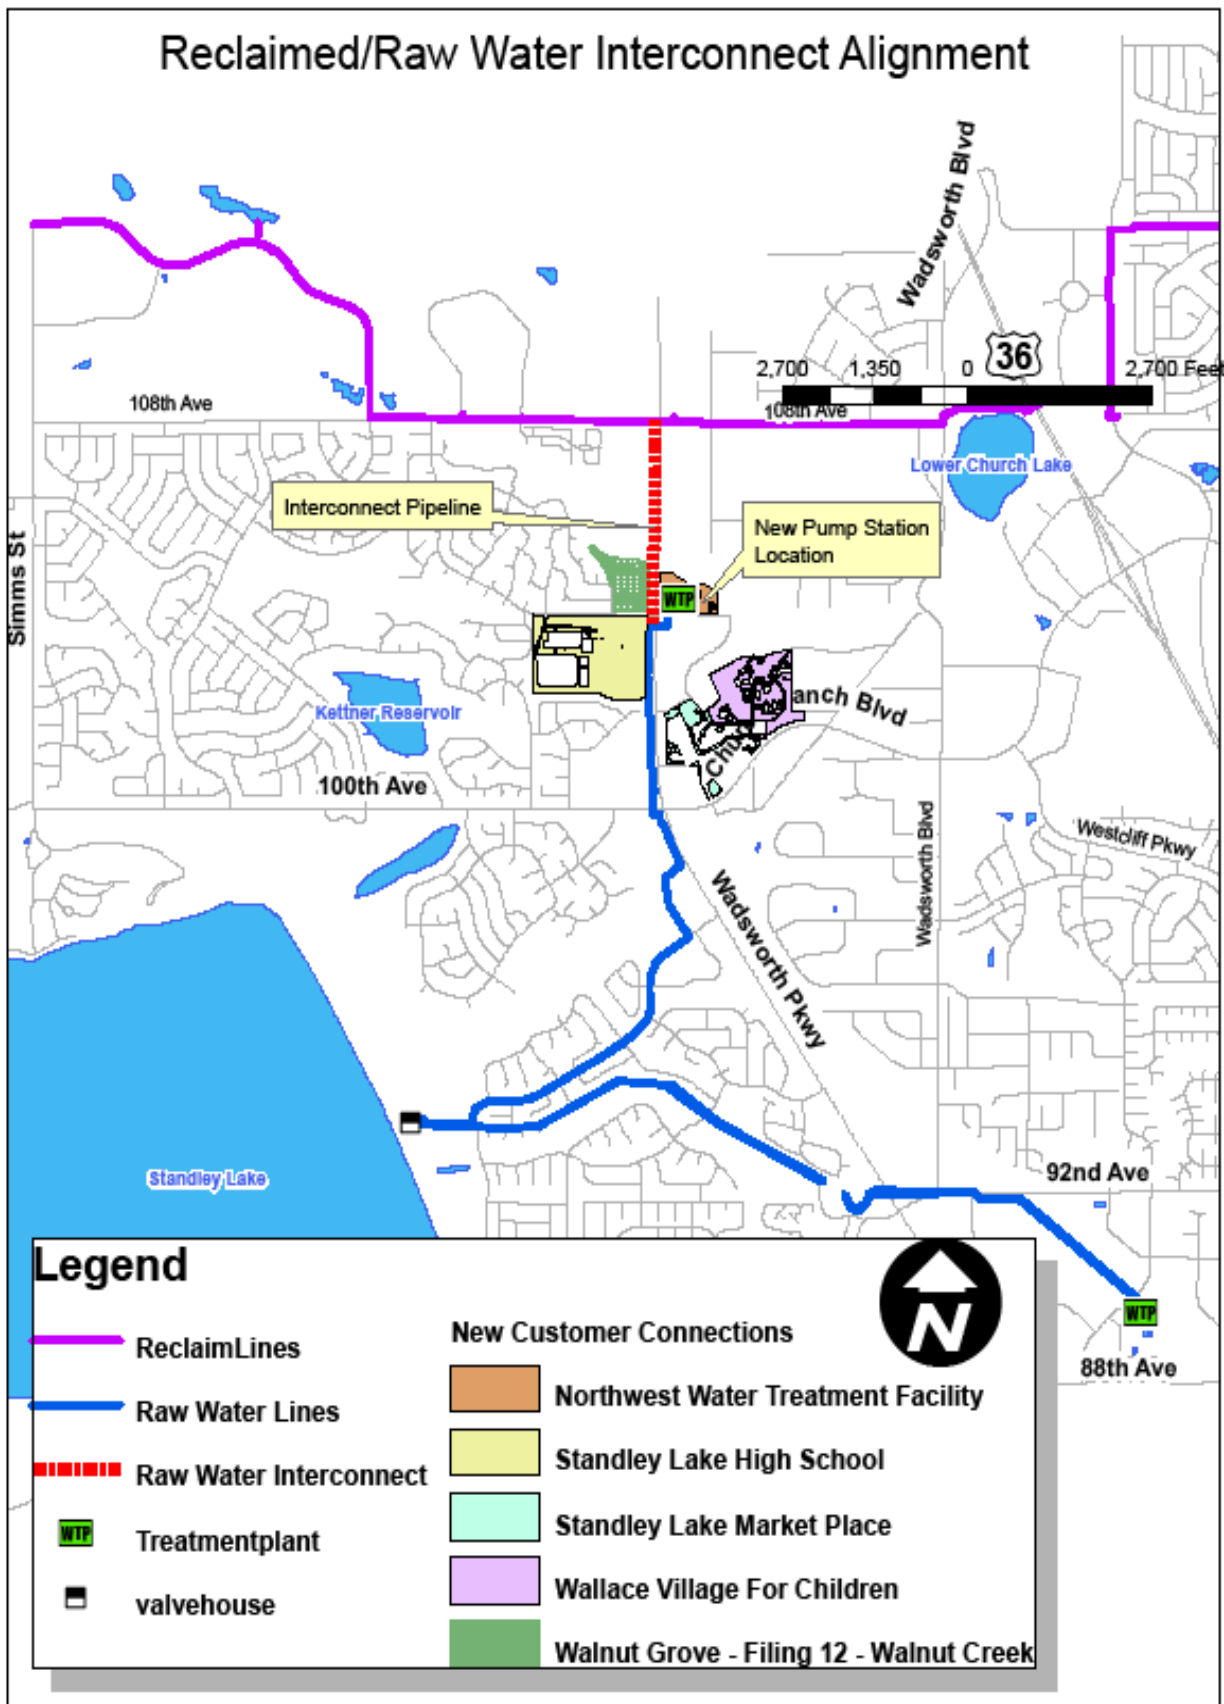 Reclaimed/Raw Water Interconnect Alignment
Wadsworth Blvd
36
2,700 1,350 0 2,700 Feet
108th Ave
108th Ave
Lower Church Lake
Interconnect Pipeline
New Pump Station
Location
Simms St
WTP
anch Blvd
Chur
Kettner Reservoir
100th Ave
Wadsworth Blvd
Westcliff Pkwy
Wadsworth Pkwy
92nd Ave
Standley Lake
WTP
88th Ave
Legend
N
ReclaimLines
Raw Water Lines
Raw Water Interconnect
WTP Treatmentplant
valvehouse
New Customer Connections
Northwest Water Treatment Facility
Standley Lake High School
Standley Lake Market Place
Wallace Village For Children
Walnut Grove - Filing 12 - Walnut Creek